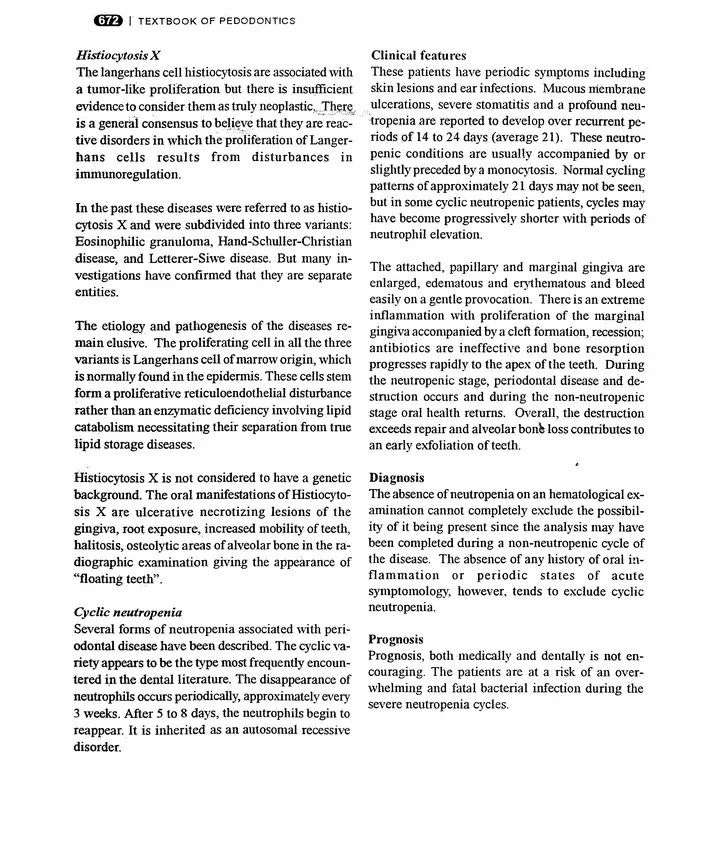 672 | TEXTBOOK OF PEDODONTICS
Histiocytosis X
The langerhans cell histiocytosis are associated with
a tumor-like proliferation but there is insufficient
evidence to consider them as truly neoplastic. There
is a general consensus to believe that they are reac-
tive disorders in which the proliferation of Langer-
hans cells results from disturbances in
immunoregulation.
In the past these diseases were referred to as histio-
cytosis X and were subdivided into three variants:
Eosinophilic granuloma, Hand-Schuller-Christian
disease, and Letterer-Siwe disease. But many in-
vestigations have confirmed that they are separate
entities.
The etiology and pathogenesis of the diseases re-
main elusive. The proliferating cell in all the three
variants is Langerhans cell of marrow origin, which
is normally found in the epidermis. These cells stem
form a proliferative reticuloendothelial disturbance
rather than an enzymatic deficiency involving lipid
catabolism necessitating their separation from true
lipid storage diseases.
Histiocytosis X is not considered to have a genetic
background. The oral manifestations of Histiocyto-
sis X are ulcerative necrotizing lesions of the
gingiva, root exposure, increased mobility of teeth,
halitosis, osteolytic areas of alveolar bone in the ra-
diographic examination giving the appearance of
“floating teeth”.
Cyclic neutropenia
Several forms of neutropenia associated with peri-
odontal disease have been described. The cyclic va-
riety appears to be the type most frequently encoun-
tered in the dental literature. The disappearance of
neutrophils occurs periodically, approximately every
3 weeks. After 5 to 8 days, the neutrophils begin to
reappear. It is inherited as an autosomal recessive
disorder.
Clinical features
These patients have periodic symptoms including
skin lesions and ear infections. Mucous membrane
ulcerations, severe stomatitis and a profound neu-
tropenia are reported to develop over recurrent pe-
riods of 14 to 24 days (average 21). These neutro-
penic conditions are usually accompanied by or
slightly preceded by a monocytosis. Normal cycling
patterns of approximately 21 days may not be seen,
but in some cyclic neutropenic patients, cycles may
have become progressively shorter with periods of
neutrophil elevation.
The attached, papillary and marginal gingiva are
enlarged, edematous and erythematous and bleed
easily on a gentle provocation. There is an extreme
inflammation with proliferation of the marginal
gingiva accompanied by a cleft formation, recession;
antibiotics are ineffective and bone resorption
progresses rapidly to the apex of the teeth. During
the neutropenic stage, periodontal disease and de-
struction occurs and during the non-neutropenic
stage oral health returns. Overall, the destruction
exceeds repair and alveolar bone loss contributes to
an early exfoliation of teeth.
Diagnosis
The absence of neutropenia on an hematological ex-
amination cannot completely exclude the possibil-
ity of it being present since the analysis may have
been completed during a non-neutropenic cycle of
the disease. The absence of any history of oral in-
flammation or periodic states of acute
symptomology, however, tends to exclude cyclic
neutropenia.
Prognosis
Prognosis, both medically and dentally is not en-
couraging. The patients are at a risk of an over-
whelming and fatal bacterial infection during the
severe neutropenia cycles.